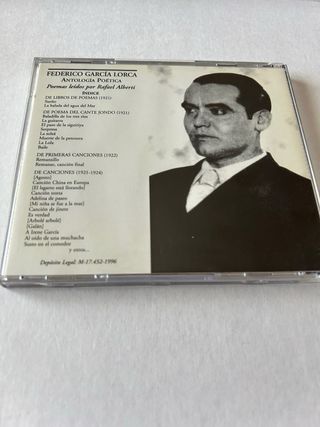 FEDERICO GARCÍA LORCA
ANTOLOGÍA POÉTICA
Poemas leídos por Rafael Alberti
ÍNDICE
DE LIBROS DE POEMAS (1921)
Sueño
La balada del agua del Mar
DE POEMA DEL CANTE JONDO (1921)
Baladilla de los tres ríos
La guitarra
El paso de la siguiriya
Sorpresa
La soleá
Muerte de la petenera
La Lola
Baile
DE PRIMERAS CANCIONES (1922)
Remansillo
Remanso, canción final
DE CANCIONES (1921-1924)
[Agosto]
Canción China en Europa
[El lagarto está llorando]
Canción tonta
Adelina de paseo
[Mi niña se fue a la mar]
Canción de jinete
Es verdad
[Arbolé arbolé]
[Galán]
A Irene García
Al oído de una muchacha
Susto en el comedor
y otros...
Depósito Legal: M-17.452-1996